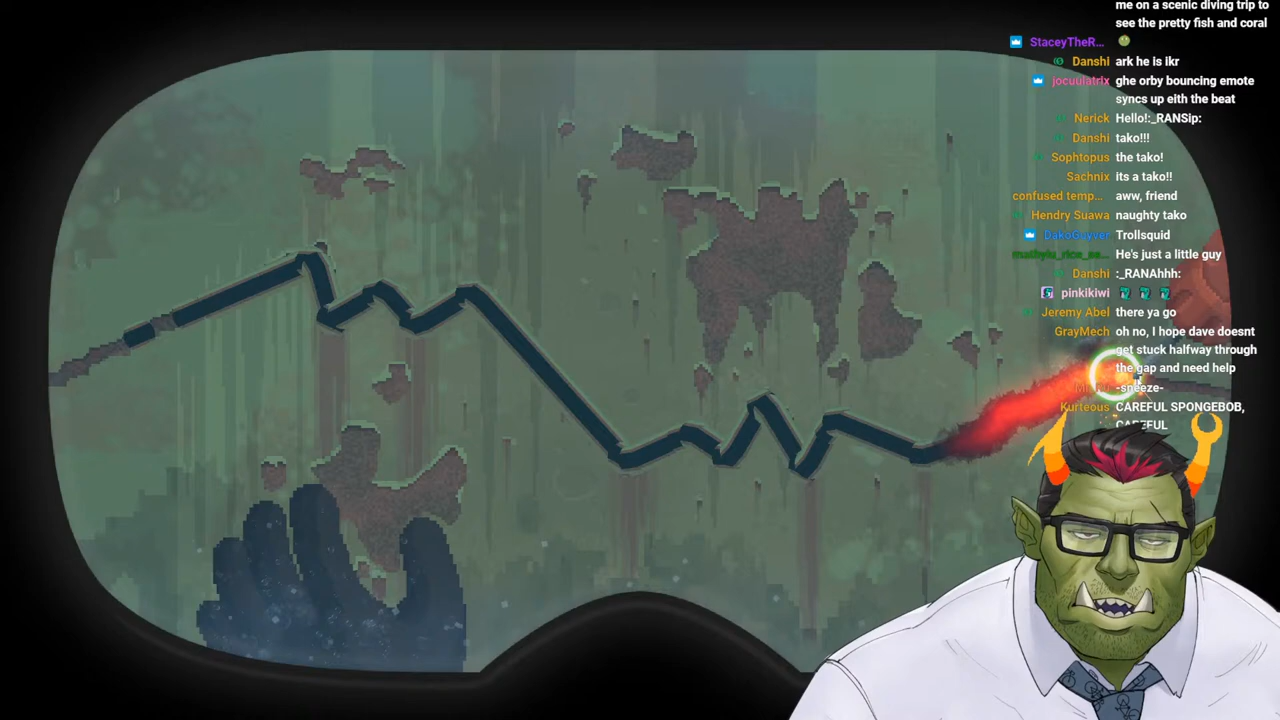 me on a scenic diving trip to
see the pretty fish and coral
StaceyTheR...
Danshi ark he is ikr
jocuulatrix ghe orby bouncing emote
syncs up eith the beat
Nerick Hello!:_RANSip:
Danshi tako!!!
Sophtopus the tako!
Sachnix its a tako!!
confused temp... aww, friend
Hendry Suawa naughty tako
DakoGuyver Trollsquid
He's just a little guy
Danshi :_RANAhhh:
pinkikiwi
Jeremy Abel there ya go
GrayMech oh no, I hope dave doesnt
get stuck halfway through
the gap and need help
-sneeze-
Kurteous CAREFUL SPONGEBOB,
CAREFUL